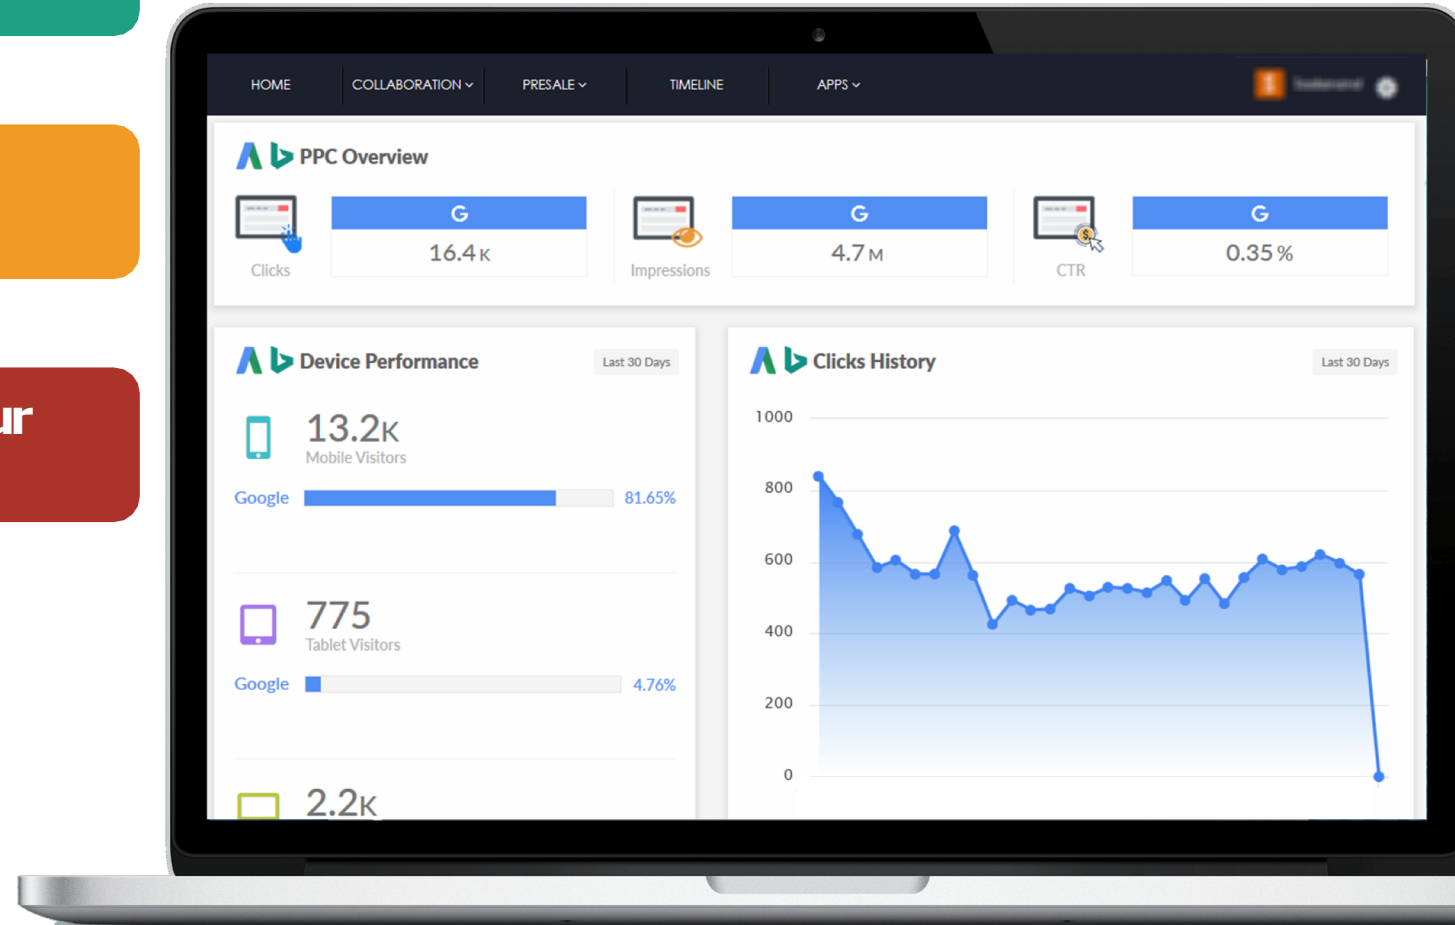 ur
HOME COLLABORATION PRESALE TIMELINE APPS
PPC Overview
G G G
16.4 K 4.7 M 0.35 %
Clicks Impressions CTR
Device Performance Last 30 Days
13.2K
Mobile Visitors
Google 81.65%
775
Tablet Visitors
Google 4.76%
2.2K
Clicks History Last 30 Days
1000
800
600
400
200
0